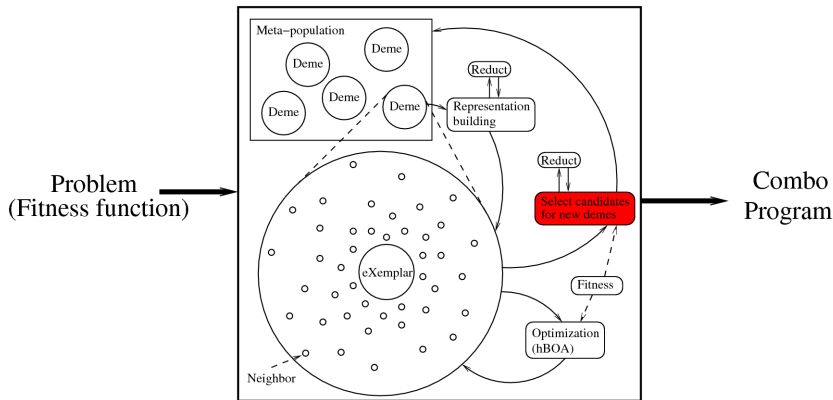 Meta-population
Deme
Deme
Deme
Deme
Deme
Reduct
Representation
building
Reduct
Select candidates
for new demes
Problem
(Fitness function)
Combo
Program
eXemplar
Fitness
Optimization
(hBOA)
Neighbor